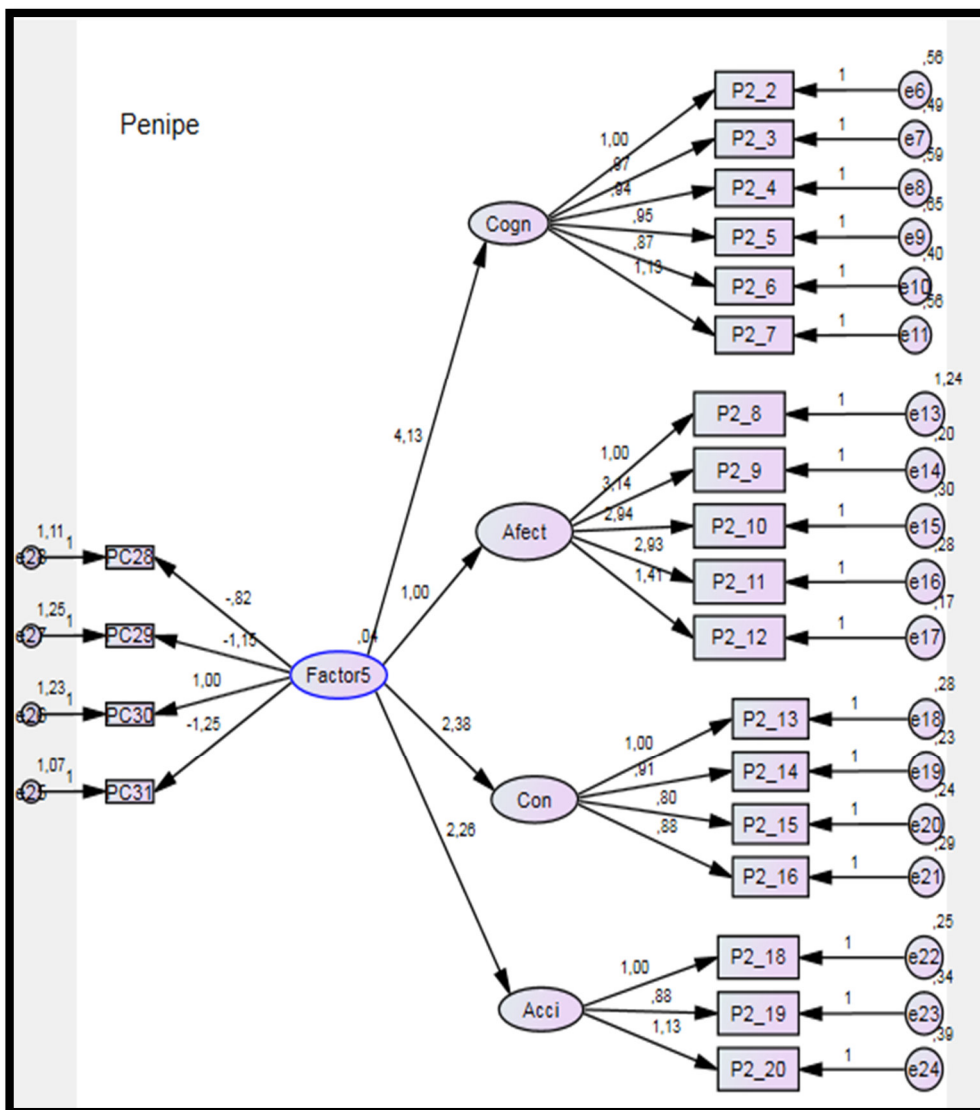 Penipe
Cogn
1,00
,97
,94
,95
,87
1,13
P2_2
1
e6
,56
P2_3
1
e7
,49
P2_4
1
e8
,59
P2_5
1
e9
,65
P2_6
1
e10
,40
P2_7
1
e11
,56
4,13
Afect
1,00
3,14
2,94
2,93
1,41
P2_8
1
e13
1,24
P2_9
1
e14
,20
P2_10
1
e15
,30
P2_11
1
e16
,28
P2_12
1
e17
,17
1,00
1,11
1
e28
PC28
-,82
1,25
1
e27
PC29
-1,15
1,23
1
e26
PC30
1,00
1,07
1
e25
PC31
-1,25
,04
Factor5
2,38
Con
1,00
,91
,80
,88
P2_13
1
e18
,28
P2_14
1
e19
,23
P2_15
1
e20
,24
P2_16
1
e21
,29
2,26
Acci
1,00
,88
1,13
P2_18
1
e22
,25
P2_19
1
e23
,34
P2_20
1
e24
,39